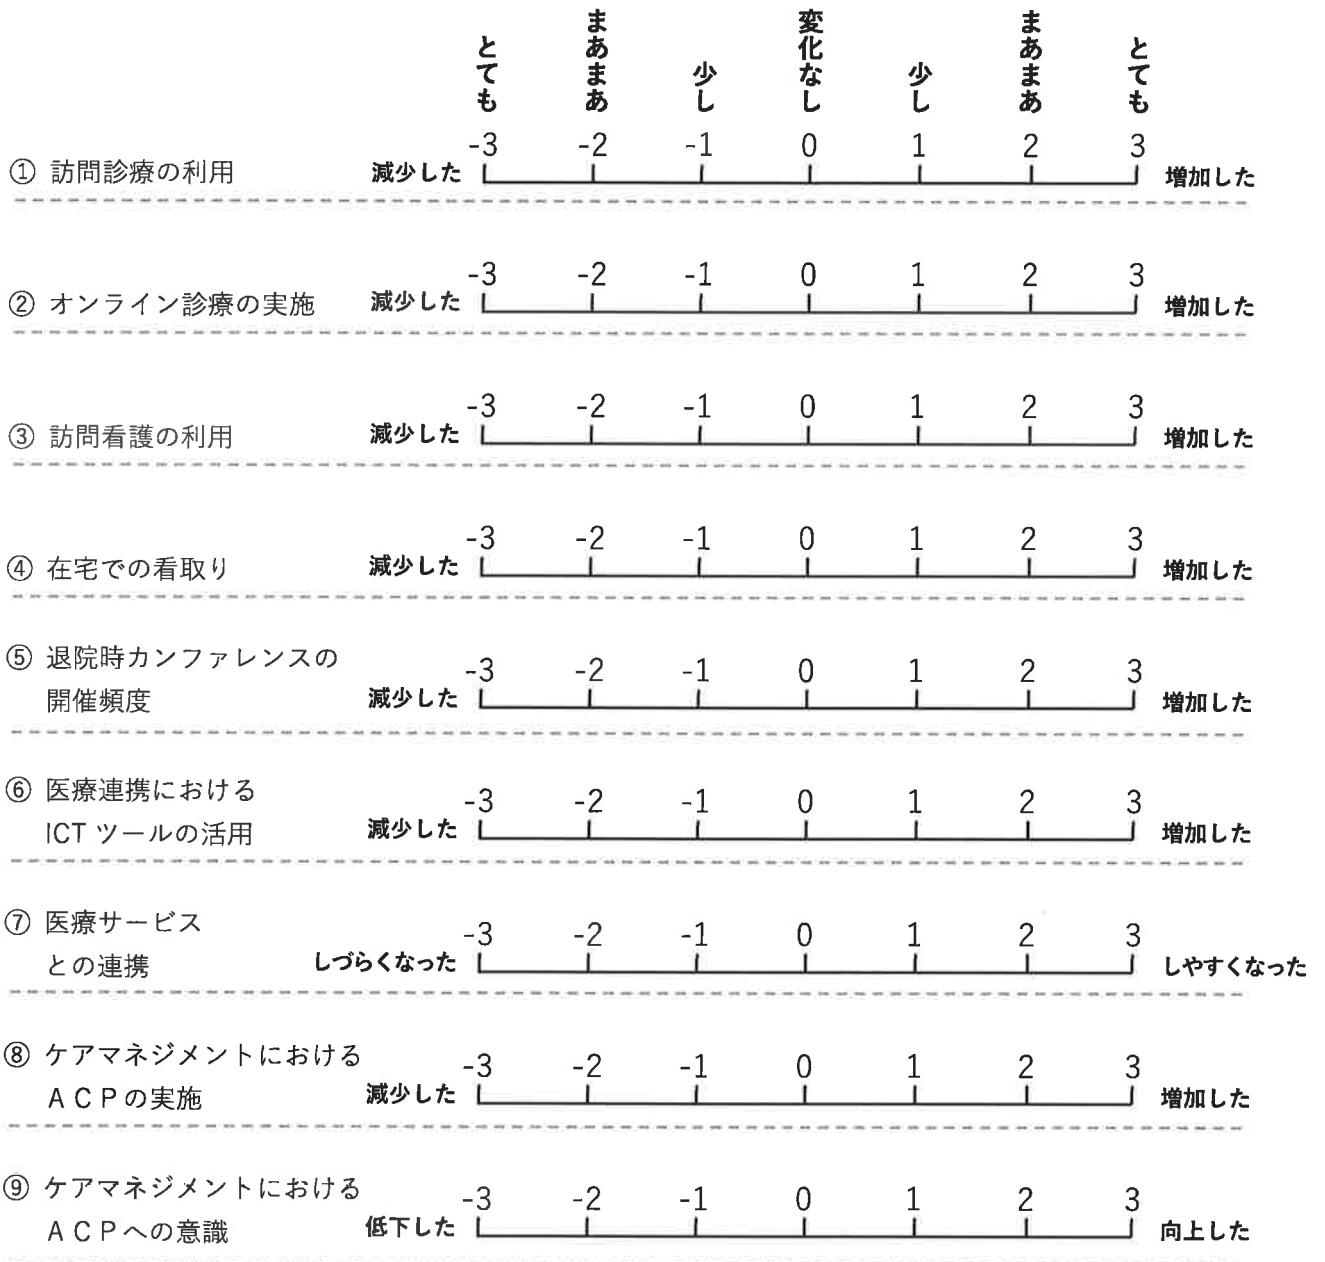 とても まあまあ 少し 変化なし 少し まあまあ とても
-3 -2 -1 0 1 2 3
① 訪問診療の利用 減少した 増加した
-3 -2 -1 0 1 2 3
② オンライン診療の実施 減少した 増加した
-3 -2 -1 0 1 2 3
③ 訪問看護の利用 減少した 増加した
-3 -2 -1 0 1 2 3
④ 在宅での看取り 減少した 増加した
⑤ 退院時カンファレンスの
-3 -2 -1 0 1 2 3
開催頻度 減少した 増加した
⑥ 医療連携における
-3 -2 -1 0 1 2 3
ICT ツールの活用 減少した 増加した
⑦ 医療サービス
-3 -2 -1 0 1 2 3
との連携 しづらくなった しやすくなった
⑧ ケアマネジメントにおける
-3 -2 -1 0 1 2 3
ACPの実施 減少した 増加した
⑨ ケアマネジメントにおける
-3 -2 -1 0 1 2 3
ACPへの意識 低下した 向上した